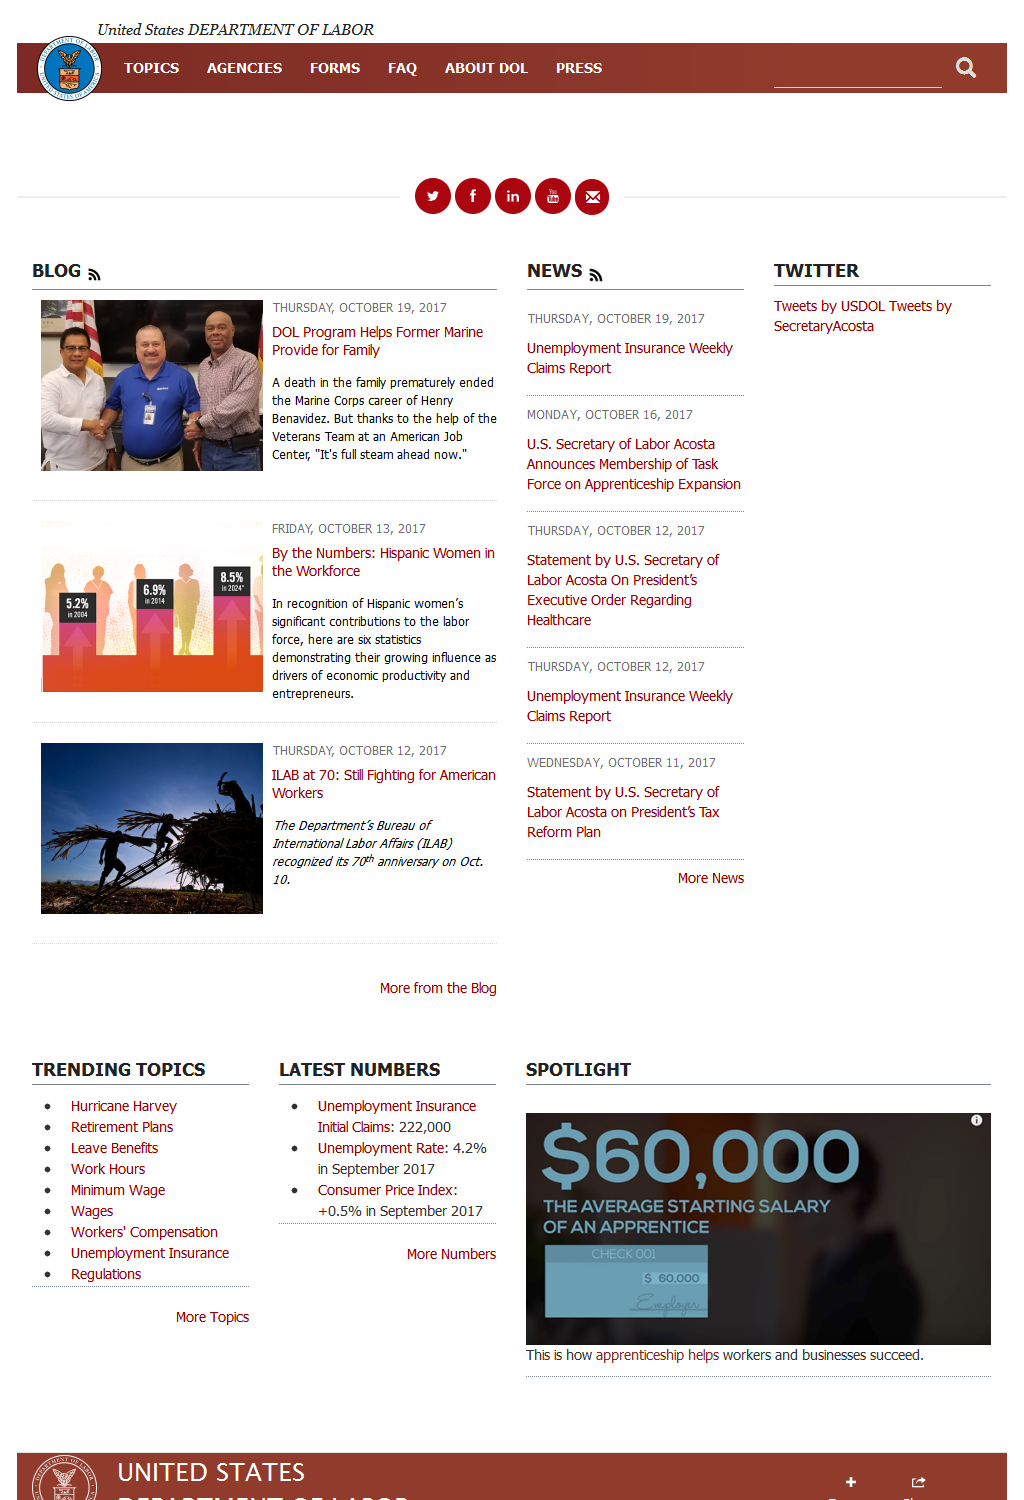 United States DEPARTMENT OF LABOR
TOPICS AGENCIES FORMS FAQ ABOUT DOL PRESS
BLOG
THURSDAY, OCTOBER 19, 2017
DOL Program Helps Former Marine
Provide for Family
A death in the family prematurely ended
the Marine Corps career of Henry
Benavidez. But thanks to the help of the
Veterans Team at an American Job
Center, "It's full steam ahead now."
5.2%
in 2004
6.9%
in 2014
8.5%
in 2024*
FRIDAY, OCTOBER 13, 2017
By the Numbers: Hispanic Women in
the Workforce
In recognition of Hispanic women’s
significant contributions to the labor
force, here are six statistics
demonstrating their growing influence as
drivers of economic productivity and
entrepreneurs.
THURSDAY, OCTOBER 12, 2017
ILAB at 70: Still Fighting for American
Workers
The Department’s Bureau of
International Labor Affairs (ILAB)
recognized its 70th anniversary on Oct.
10.
More from the Blog
NEWS
THURSDAY, OCTOBER 19, 2017
Unemployment Insurance Weekly
Claims Report
MONDAY, OCTOBER 16, 2017
U.S. Secretary of Labor Acosta
Announces Membership of Task
Force on Apprenticeship Expansion
THURSDAY, OCTOBER 12, 2017
Statement by U.S. Secretary of
Labor Acosta On President’s
Executive Order Regarding
Healthcare
THURSDAY, OCTOBER 12, 2017
Unemployment Insurance Weekly
Claims Report
WEDNESDAY, OCTOBER 11, 2017
Statement by U.S. Secretary of
Labor Acosta on President’s Tax
Reform Plan
More News
TWITTER
Tweets by USDOL Tweets by
SecretaryAcosta
TRENDING TOPICS
Hurricane Harvey
Retirement Plans
Leave Benefits
Work Hours
Minimum Wage
Wages
Workers' Compensation
Unemployment Insurance
Regulations
More Topics
LATEST NUMBERS
Unemployment Insurance
Initial Claims: 222,000
Unemployment Rate: 4.2%
in September 2017
Consumer Price Index:
+0.5% in September 2017
More Numbers
SPOTLIGHT
$60,000
THE AVERAGE STARTING SALARY
OF AN APPRENTICE
CHECK 001
$ 60,000
Employer
This is how apprenticeship helps workers and businesses succeed.
UNITED STATES
DEPARTMENT OF LABOR